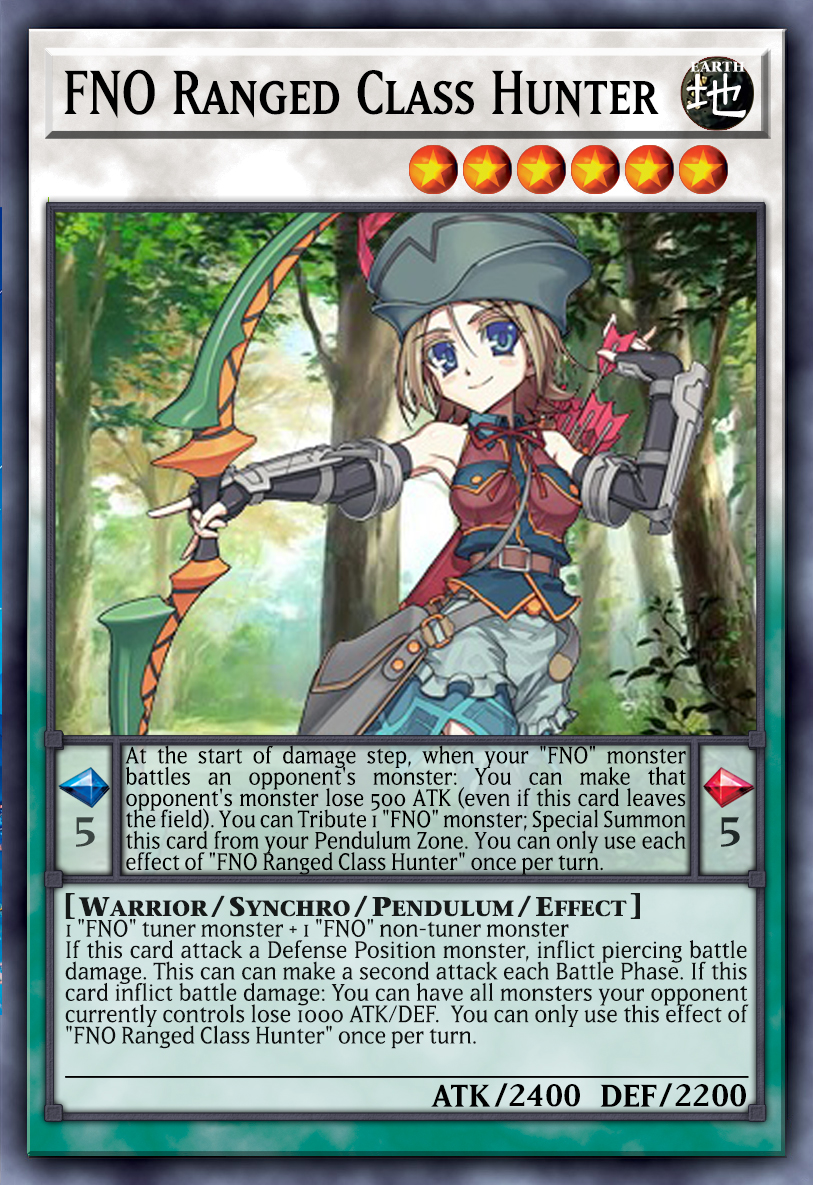 FNO Ranged Class Hunter
EARTH
地
At the start of damage step, when your "FNO" monster
battles an opponent's monster: You can make that
opponent's monster lose 500 ATK (even if this card leaves
the field). You can Tribute 1 "FNO" monster; Special Summon
this card from your Pendulum Zone. You can only use each
effect of "FNO Ranged Class Hunter" once per turn.
5
5
[Warrior/Synchro/Pendulum/Effect]
1 "FNO" tuner monster + 1 "FNO" non-tuner monster
If this card attack a Defense Position monster, inflict piercing battle
damage. This can can make a second attack each Battle Phase. If this
card inflict battle damage: You can have all monsters your opponent
currently controls lose 1000 ATK/DEF. You can only use this effect of
"FNO Ranged Class Hunter" once per turn.
ATK/2400 DEF/2200